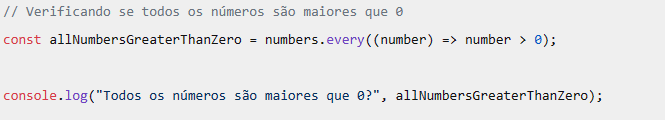 // Verificando se todos os números são maiores que 0
const allNumbersGreaterThanZero = numbers.every((number) => number > 0);
console.log("Todos os números são maiores que 0?", allNumbersGreaterThanZero);